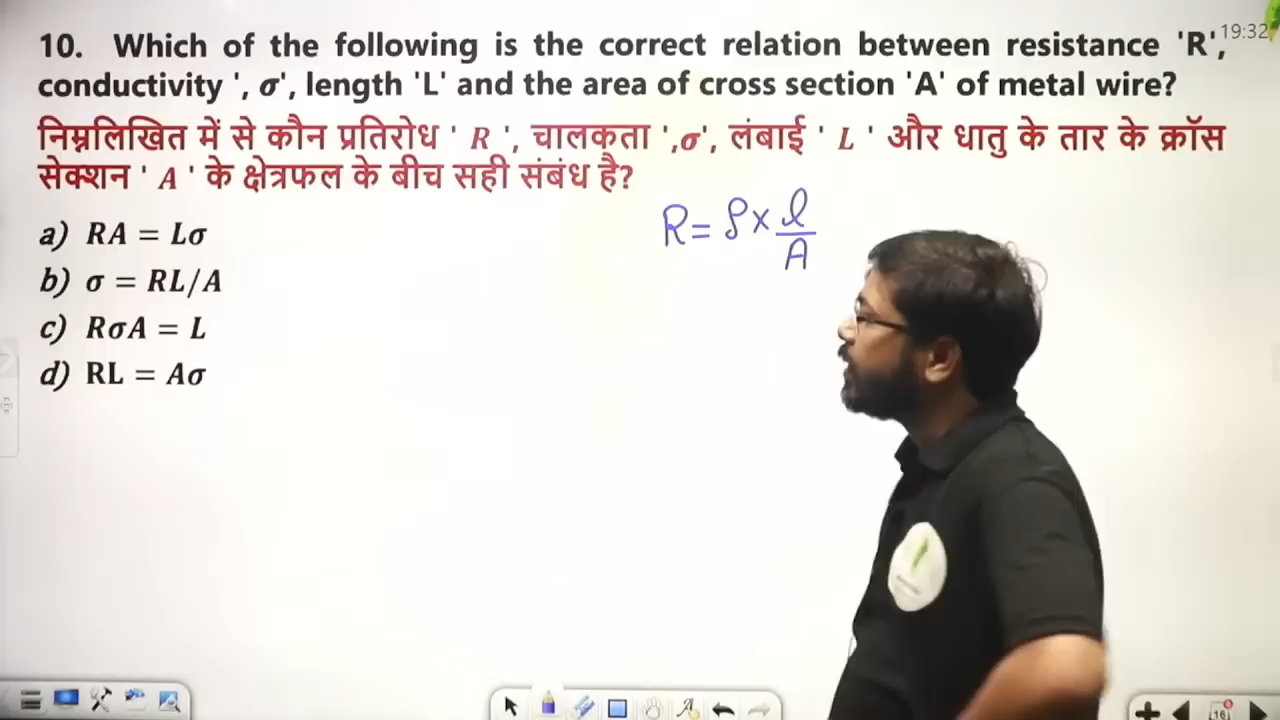 19:32
10. Which of the following is the correct relation between resistance 'R',
conductivity ', σ', length 'L' and the area of cross section 'A' of metal wire?
निम्नलिखित में से कौन प्रतिरोध ' R ', चालकता ',σ', लंबाई ' L ' और धातु के तार के क्रॉस
सेक्शन ' A ' के क्षेत्रफल के बीच सही संबंध है?
R = ρ × l/A
a) RA = Lσ
b) σ = RL/A
c) RσA = L
d) RL = Aσ
16